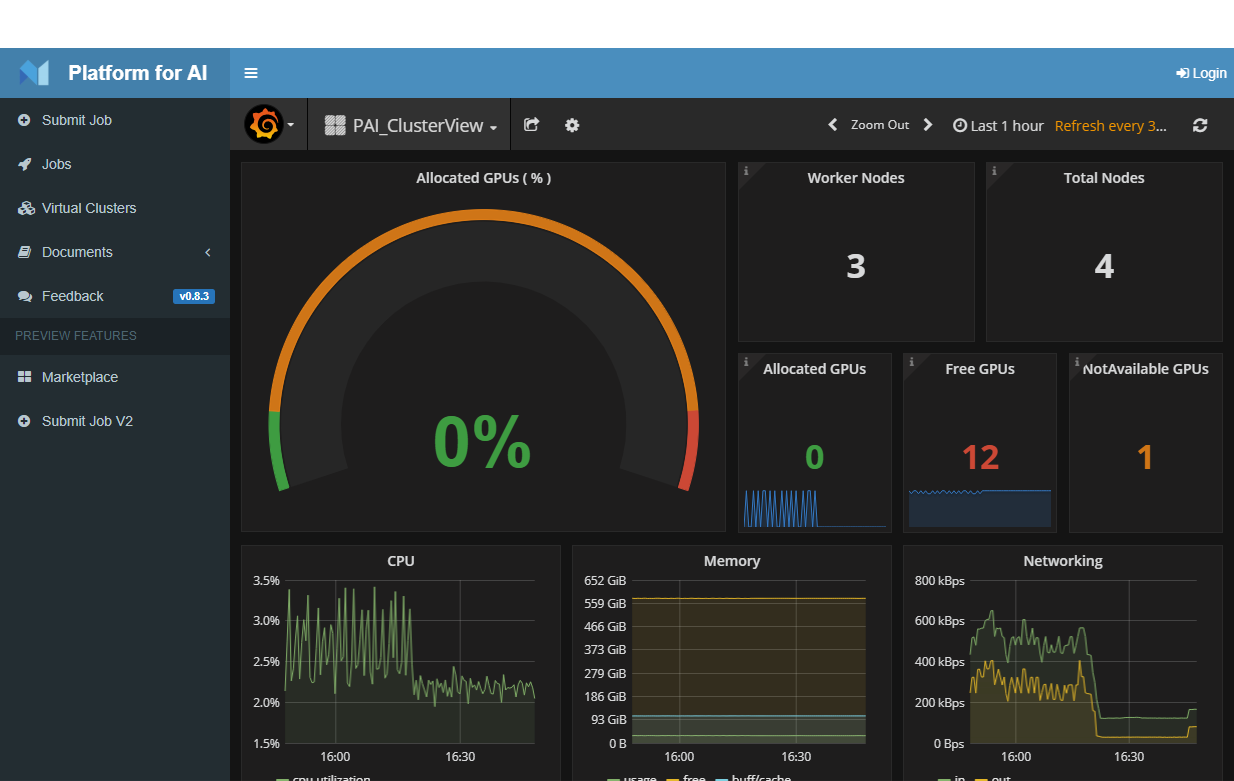 Platform for AI
Login
Submit Job
Jobs
Virtual Clusters
Documents
Feedback v0.8.3
PREVIEW FEATURES
Marketplace
Submit Job V2
PAI_ClusterView
Zoom Out
Last 1 hour
Refresh every 3...
Allocated GPUs ( % )
0%
Worker Nodes
3
Total Nodes
4
Allocated GPUs
0
Free GPUs
12
NotAvailable GPUs
1
CPU
3.5%
3.0%
2.5%
2.0%
1.5%
16:00 16:30
cpu utilization
Memory
652 GiB
559 GiB
466 GiB
373 GiB
279 GiB
186 GiB
93 GiB
0 B
16:00 16:30
usage free buff/cache
Networking
800 kBps
600 kBps
400 kBps
200 kBps
0 Bps
16:00 16:30
in out